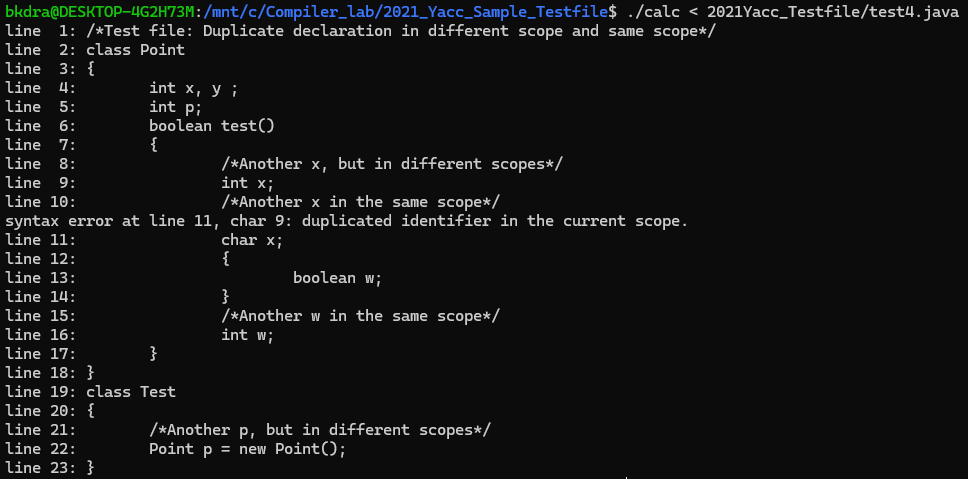 bkdra@DESKTOP-4G2H73M:/mnt/c/Compiler_lab/2021_Yacc_Sample_Testfile$ ./calc < 2021Yacc_Testfile/test4.java
line  1: /*Test file: Duplicate declaration in different scope and same scope*/
line  2: class Point
line  3: {
line  4:        int x, y ;
line  5:        int p;
line  6:        boolean test()
line  7:        {
line  8:                /*Another x, but in different scopes*/
line  9:                int x;
line 10:                /*Another x in the same scope*/
syntax error at line 11, char 9: duplicated identifier in the current scope.
line 11:                char x;
line 12:                {
line 13:                        boolean w;
line 14:                }
line 15:                /*Another w in the same scope*/
line 16:                int w;
line 17:        }
line 18: }
line 19: class Test
line 20: {
line 21:        /*Another p, but in different scopes*/
line 22:        Point p = new Point();
line 23: }